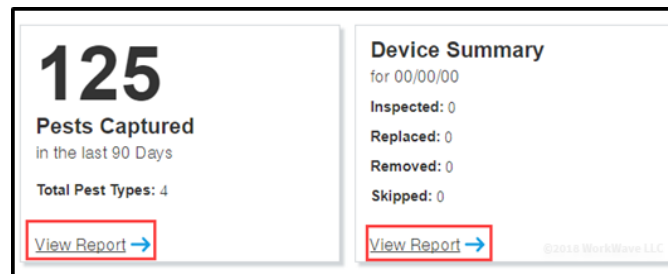 125
Pests Captured
in the last 90 Days
Total Pest Types: 4
View Report
Device Summary
for 00/00/00
Inspected: 0
Replaced: 0
Removed: 0
Skipped: 0
View Report
©2018 WorkWave LLC